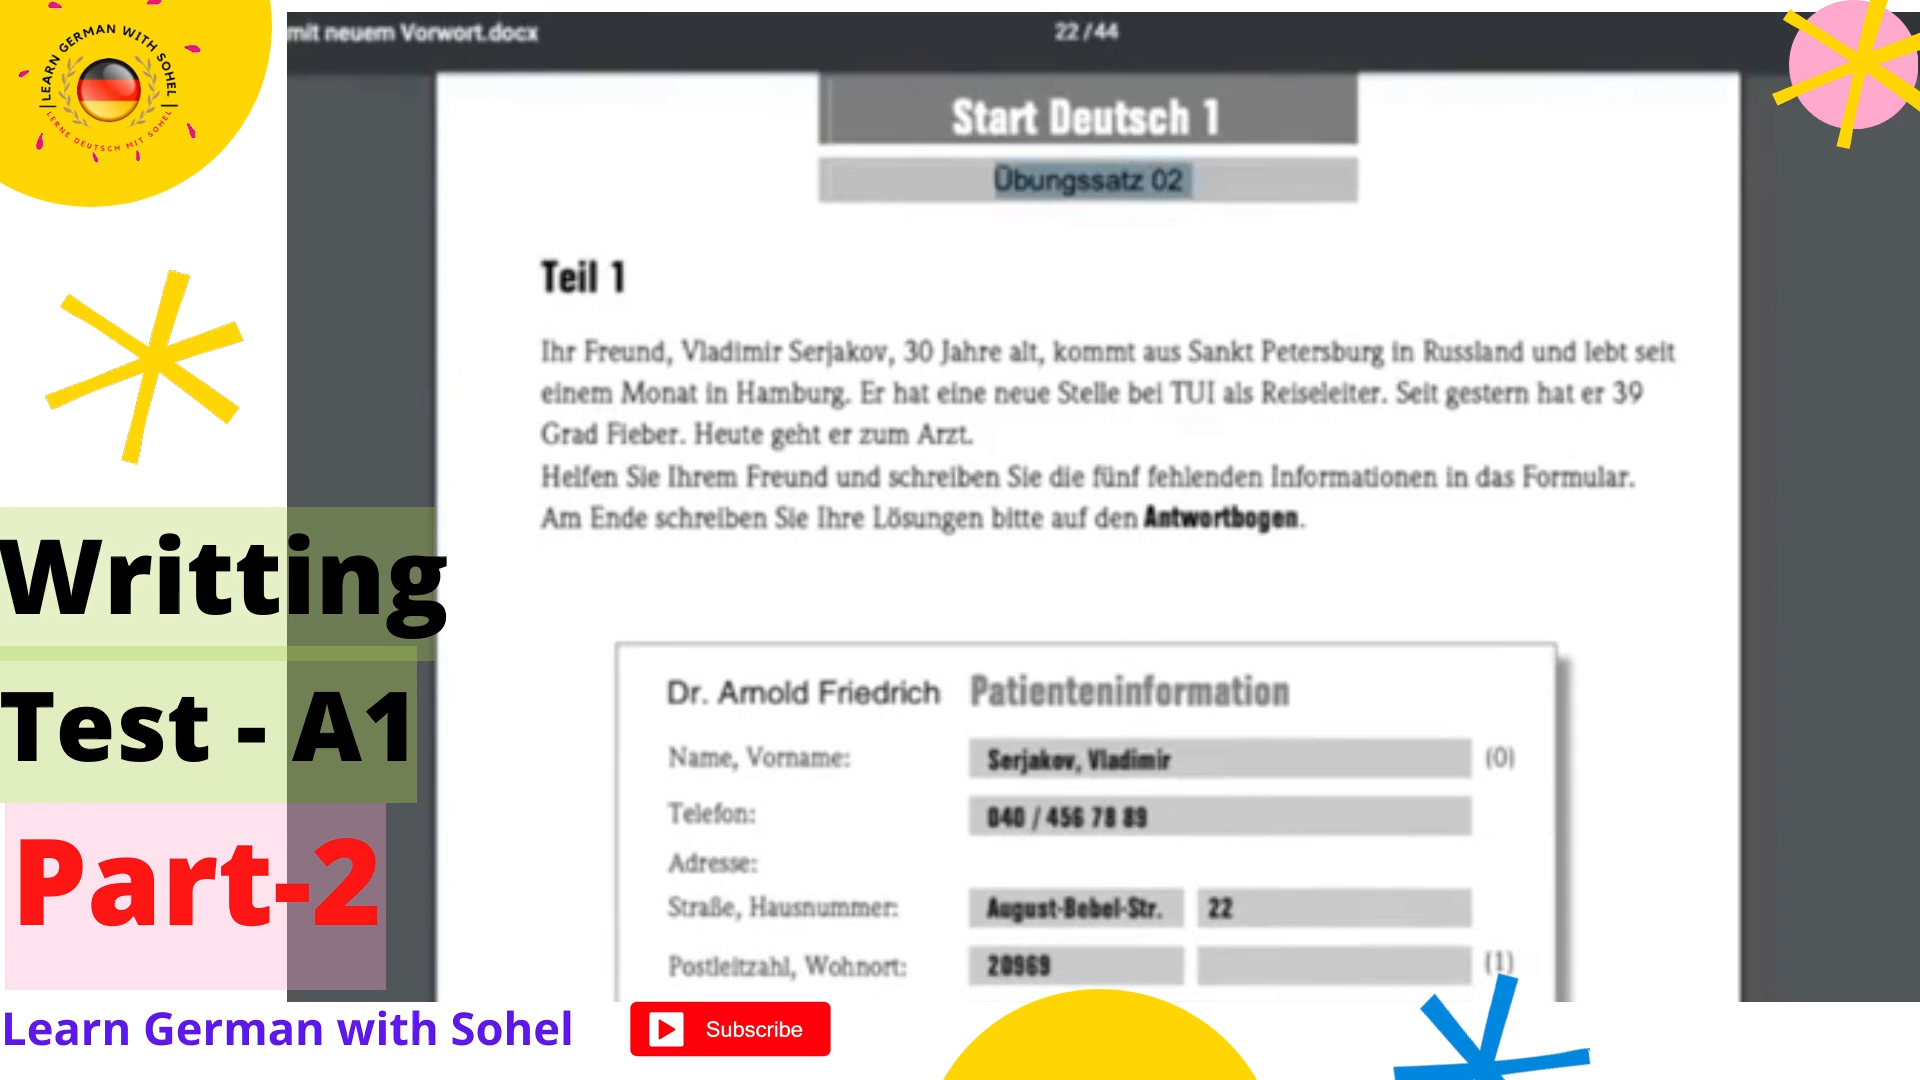 LEARN GERMAN WITH SOHEL
LERNE DEUTSCH MIT SOHEL
mit neuem Vorwort.docx
22 / 44
Start Deutsch 1
Übungssatz 02
Teil 1
Ihr Freund, Vladimir Serjakov, 30 Jahre alt, kommt aus Sankt Petersburg in Russland und lebt seit
einem Monat in Hamburg. Er hat eine neue Stelle bei TUI als Reiseleiter. Seit gestern hat er 39
Grad Fieber. Heute geht er zum Arzt.
Helfen Sie Ihrem Freund und schreiben Sie die fünf fehlenden Informationen in das Formular.
Am Ende schreiben Sie Ihre Lösungen bitte auf den Antwortbogen.
Dr. Arnold Friedrich Patienteninformation
Name, Vorname: Serjakov, Vladimir (0)
Telefon: 040 / 456 78 89
Adresse:
Straße, Hausnummer: August-Bebel-Str. 22
Postleitzahl, Wohnort: 20969 (1)
Writting
Test - A1
Part-2
Learn German with Sohel
Subscribe